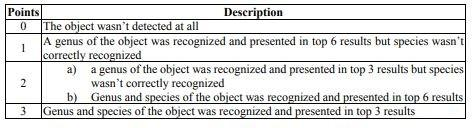 Points Description
0 The object wasn't detected at all
1 A genus of the object was recognized and presented in top 6 results but species wasn't
correctly recognized
2 a) a genus of the object was recognized and presented in top 3 results but species
wasn't correctly recognized
b) Genus and species of the object was recognized and presented in top 6 results
3 Genus and species of the object was recognized and presented in top 3 results